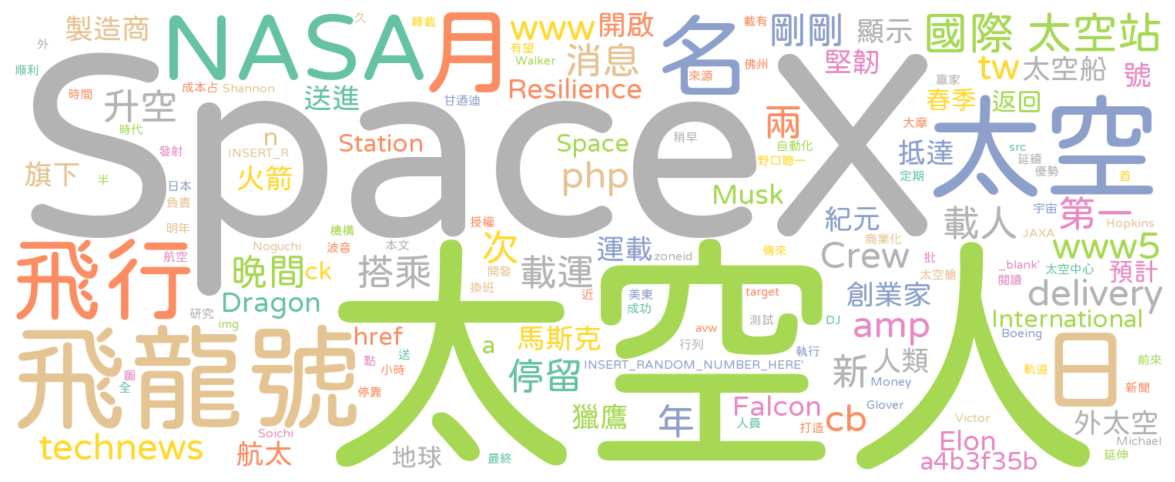 SpaceX
太空人
飛龍號
NASA
月
太空
飛行
名
日
國際 太空站
製造商
www
開啟
剛剛
顯示
消息
堅韌
tw
太空船
號
升空
送進
Resilience
春季
返回
兩
抵達
Station
Space
php
Musk
旗下
火箭
n
紀元
載人
第一
www5
晚間
ck
搭乘
次
載運
運載
Crew
預計
delivery
Dragon
創業家
International
href
馬斯克
amp
a
停留
新
人類
獵鷹
年
Falcon
cb
外太空
technews
航太
地球
Elon
a4b3f35b
久
轉載
有望
Walker
載有
佛州
來源
贏家
外
順利
時間
成本占
Shannon
甘迺迪
時代
發射
INSERT_R
半
日本
負責
稍早
自動化
野口聰一
大摩
src
延續
優勢
定期
首
宇宙
明年
航空
機構
波音
授權
本文
Noguchi
開發
換班
zoneid
傳來
商業化
JAXA
Hopkins
批
太空艙
_blank'
閱讀
太空中心
研究
img
近
美東
成功
target
測試
DJ
Boeing
avw
行列
執行
INSERT_RANDOM_NUMBER_HERE'
Money
Glover
軌道
前來
新聞
點
送
小時
圖
全
停靠
Soichi
最終
人員
打造
Victor
Michael
延伸